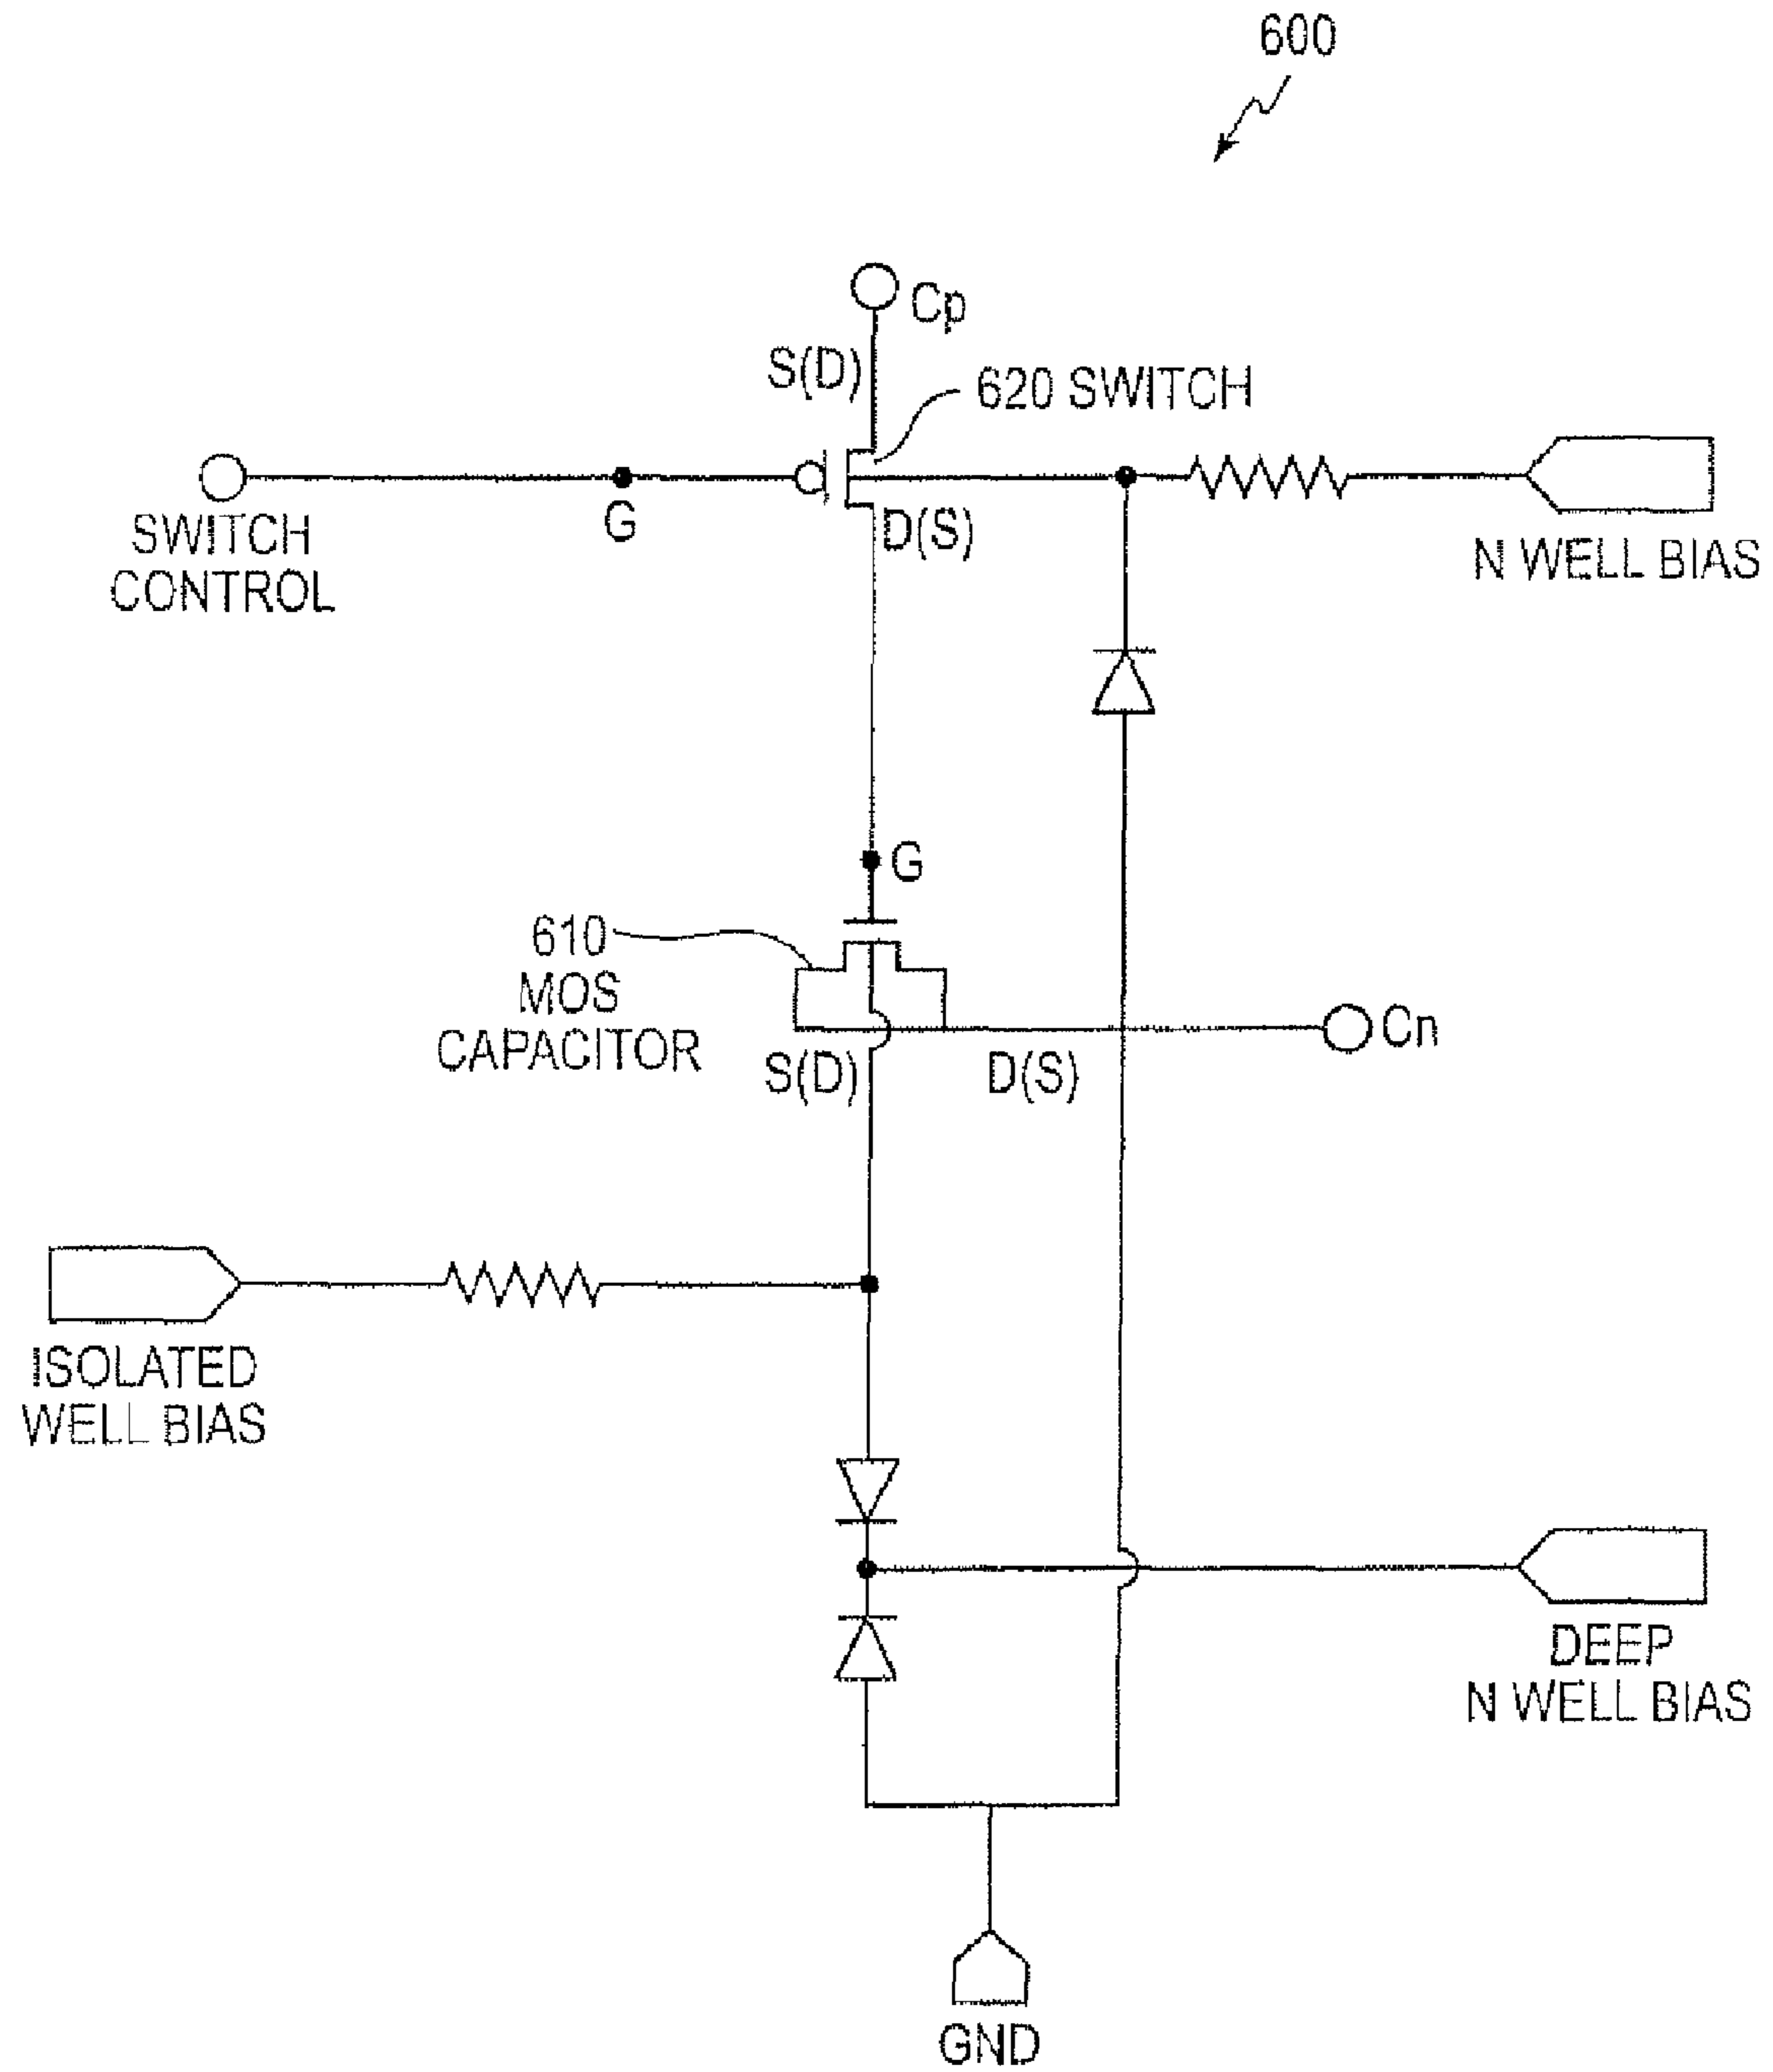 600
Cp
S(D)
620 SWITCH
G
D(S)
SWITCH
CONTROL
N WELL BIAS
G
610
MOS
CAPACITOR
Cn
S(D)
D(S)
ISOLATED
WELL BIAS
DEEP
N WELL BIAS
GND